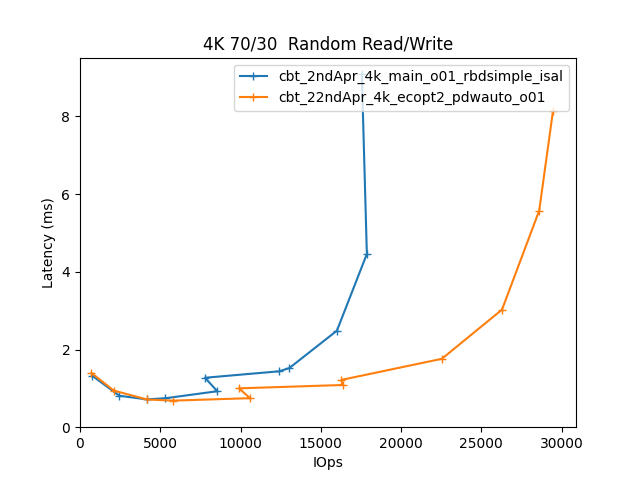 4K 70/30  Random Read/Write
cbt_2ndApr_4k_main_o01_rbdsimple_isal
cbt_22ndApr_4k_ecopt2_pdwauto_o01
Latency (ms)
8
6
4
2
0
0 5000 10000 15000 20000 25000 30000
IOps